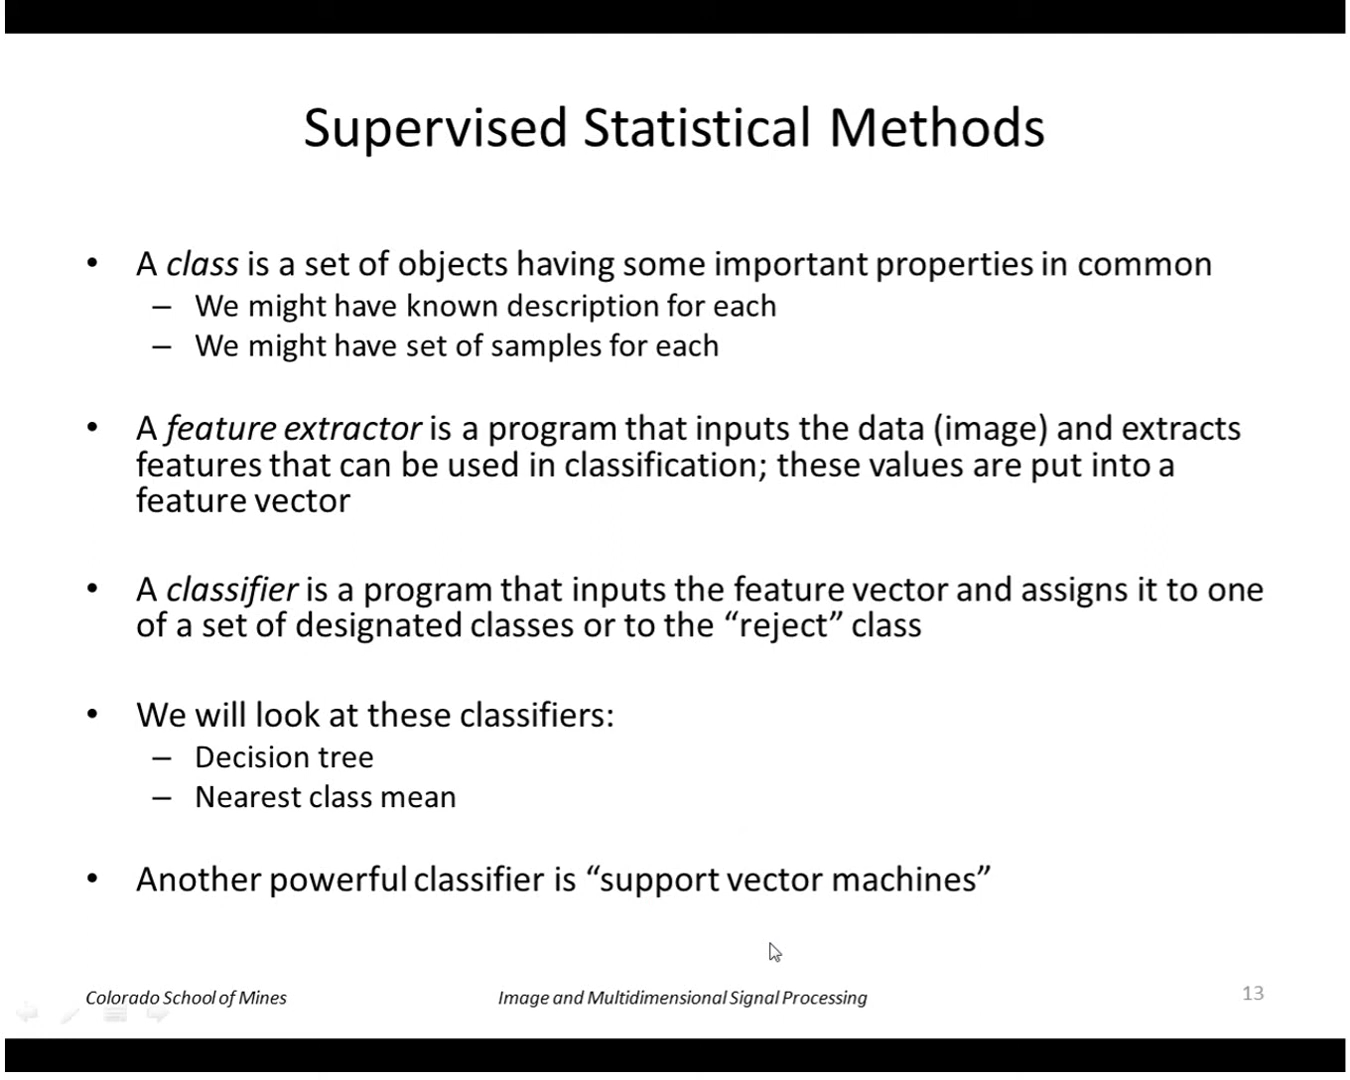 Supervised Statistical Methods
• A class is a set of objects having some important properties in common
– We might have known description for each
– We might have set of samples for each
• A feature extractor is a program that inputs the data (image) and extracts
features that can be used in classification; these values are put into a
feature vector
• A classifier is a program that inputs the feature vector and assigns it to one
of a set of designated classes or to the “reject” class
• We will look at these classifiers:
– Decision tree
– Nearest class mean
• Another powerful classifier is “support vector machines”
Colorado School of Mines
Image and Multidimensional Signal Processing
13